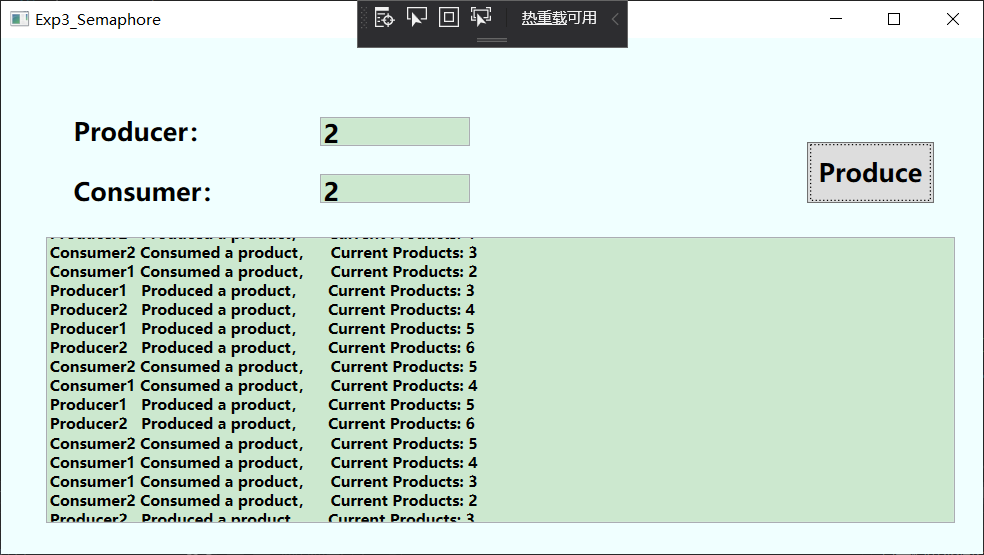 Exp3_Semaphore
热重载可用
Producer：
2
Consumer：
2
Produce
Consumer2 Consumed a product， Current Products: 3
Consumer1 Consumed a product， Current Products: 2
Producer1 Produced a product， Current Products: 3
Producer2 Produced a product， Current Products: 4
Producer1 Produced a product， Current Products: 5
Producer2 Produced a product， Current Products: 6
Consumer2 Consumed a product， Current Products: 5
Consumer1 Consumed a product， Current Products: 4
Producer1 Produced a product， Current Products: 5
Producer2 Produced a product， Current Products: 6
Consumer2 Consumed a product， Current Products: 5
Consumer1 Consumed a product， Current Products: 4
Consumer1 Consumed a product， Current Products: 3
Consumer2 Consumed a product， Current Products: 2
Producer2 Produced a product， Current Products: 3